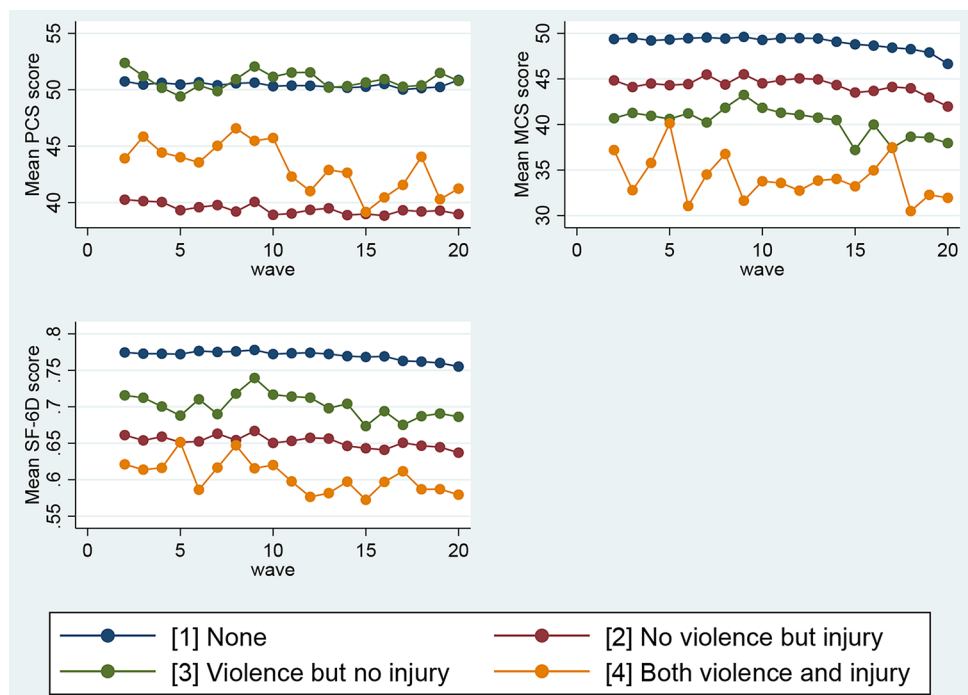 Mean PCS score
55
50
45
40
0 5 10 15 20
wave
Mean MCS score
50
45
40
35
30
0 5 10 15 20
wave
Mean SF-6D score
.8
.75
.7
.65
.6
.55
0 5 10 15 20
wave
[1] None [2] No violence but injury
[3] Violence but no injury [4] Both violence and injury